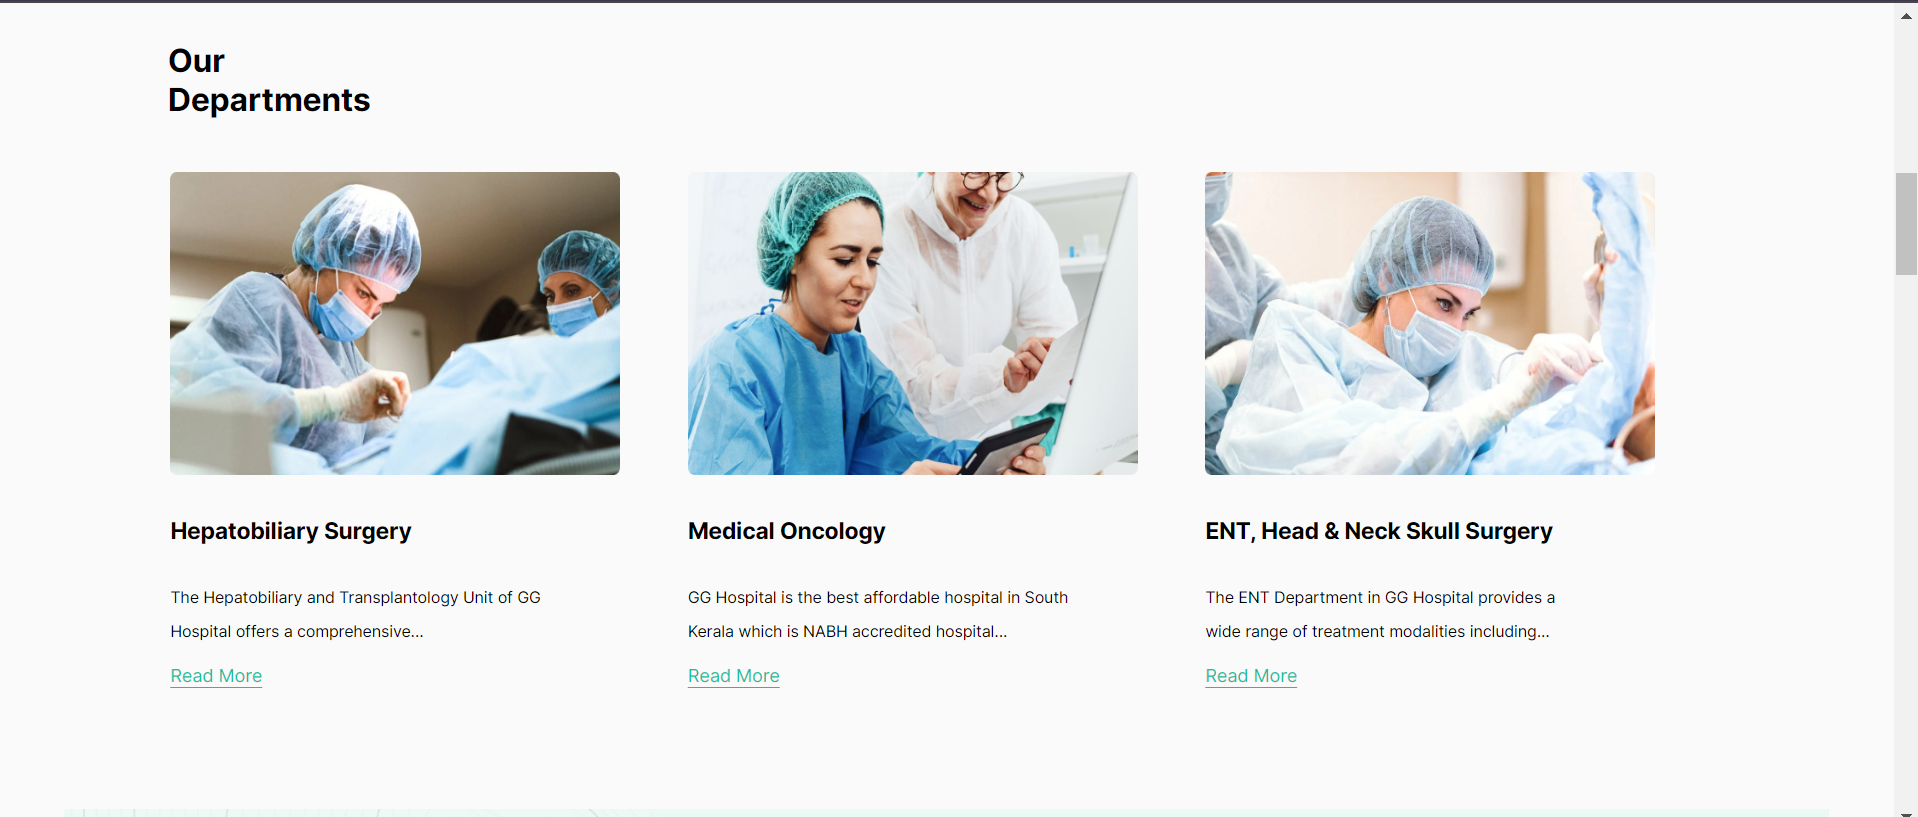 Our
Departments
Hepatobiliary Surgery
The Hepatobiliary and Transplantology Unit of GG
Hospital offers a comprehensive...
Read More
Medical Oncology
GG Hospital is the best affordable hospital in South
Kerala which is NABH accredited hospital...
Read More
ENT, Head & Neck Skull Surgery
The ENT Department in GG Hospital provides a
wide range of treatment modalities including...
Read More